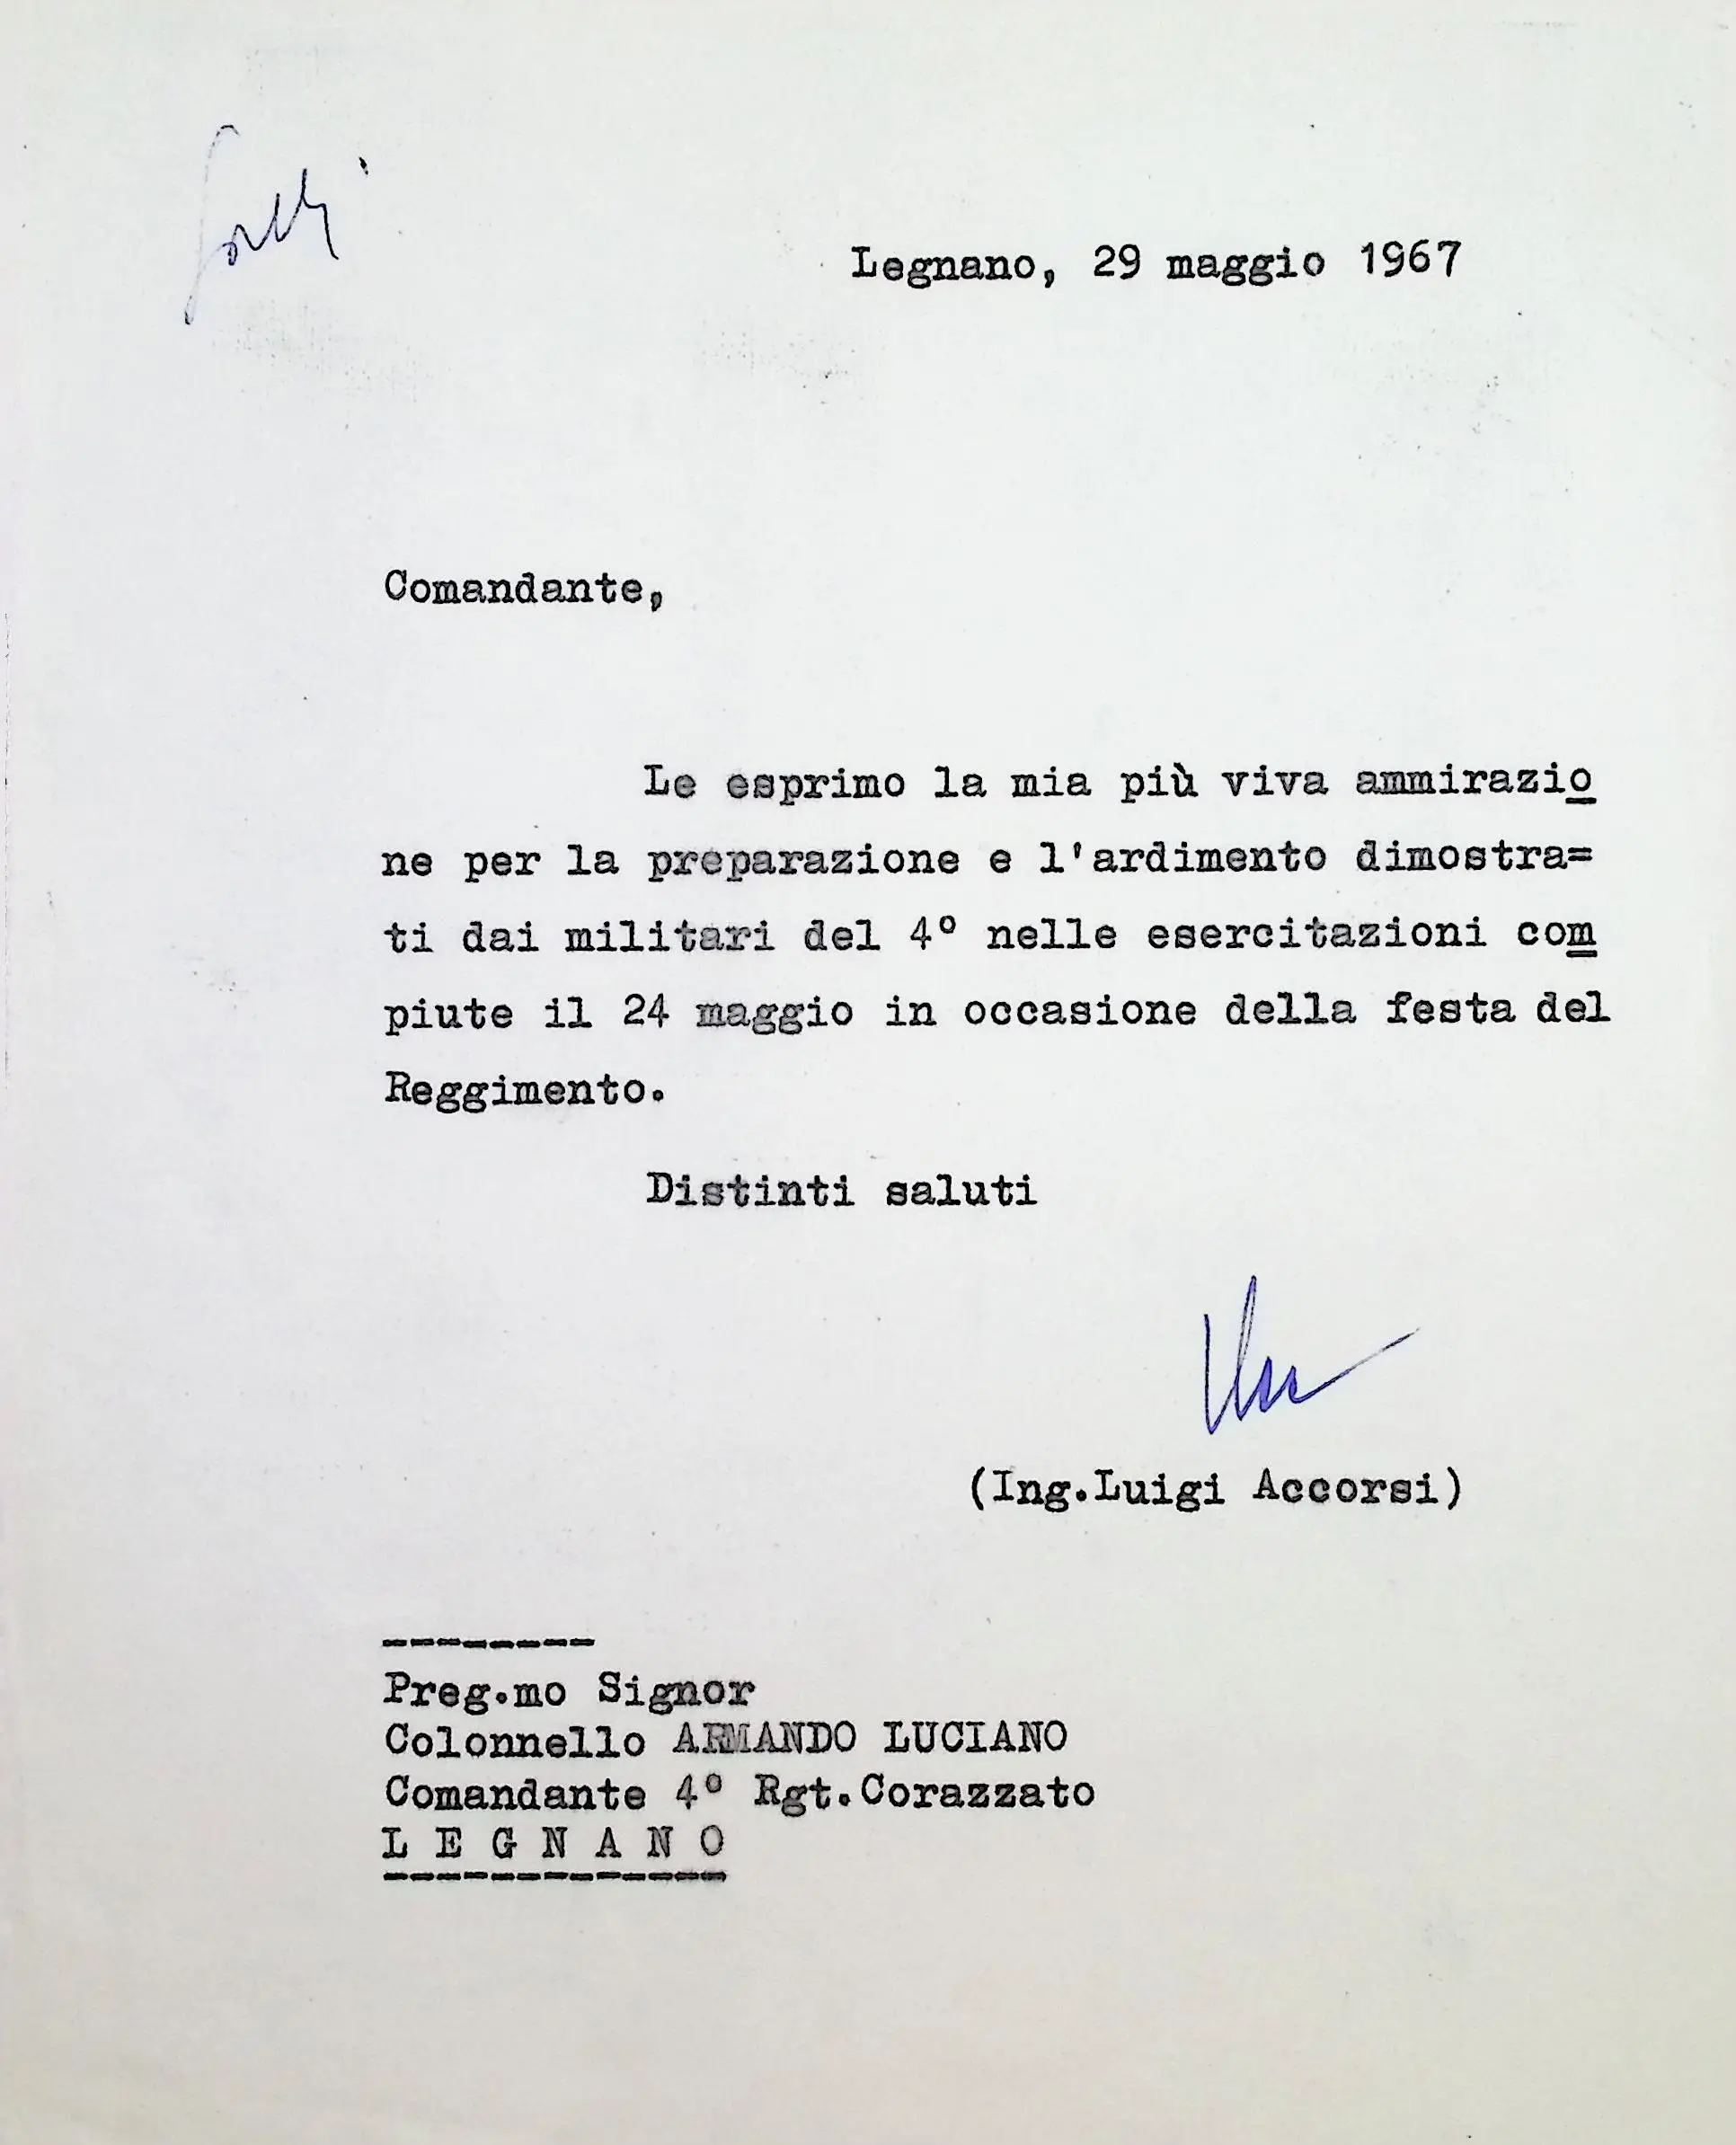 Legnano, 29 maggio 1967
Comandante,
Le esprimo la mia più viva ammirazio
ne per la preparazione e l'ardimento dimostra=
ti dai militari del 4° nelle esercitazioni com
piute il 24 maggio in occasione della festa del
Reggimento.
Distinti saluti
(Ing.Luigi Accorsi)
---------
Preg.mo Signor
Colonnello ARMANDO LUCIANO
Comandante 4° Rgt.Corazzato
L E G N A N O
-------------